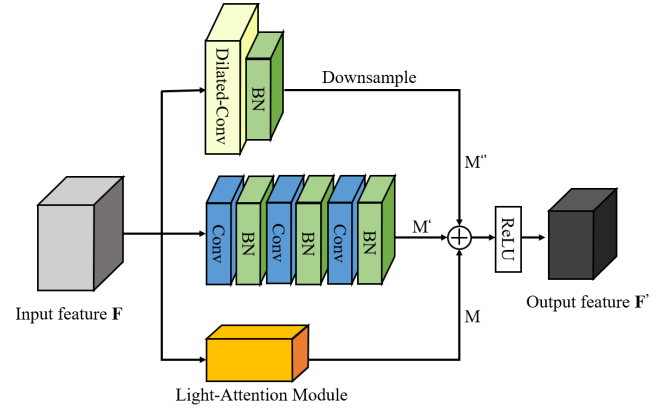 Dilated-Conv
BN
Downsample
M''
Conv
BN
Conv
BN
Conv
BN
M'
ReLU
Input feature F
Output feature F'
M
Light-Attention Module